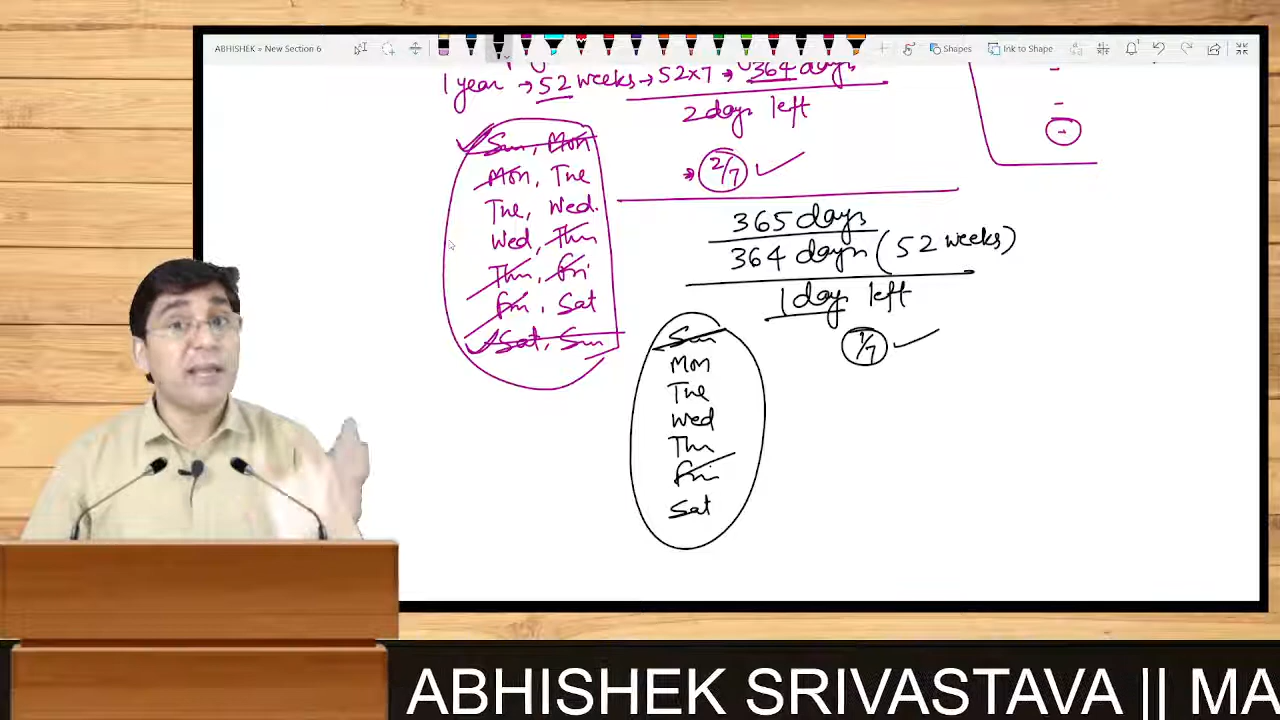 ABHISHEK » New Section 6
Shapes
Ink to Shape
1 year → 52 weeks → 52x7 → 364 days
2 days left
Sun, Mon
Mon, Tue
Tue, Wed.
Wed, Thu
Thu, Fri
Fri, Sat
Sat, Sun
2/7
365 days
364 days (52 weeks)
1 day left
1/7
Sun
Mon
Tue
Wed
Thu
Fri
Sat
ABHISHEK SRIVASTAVA || MA